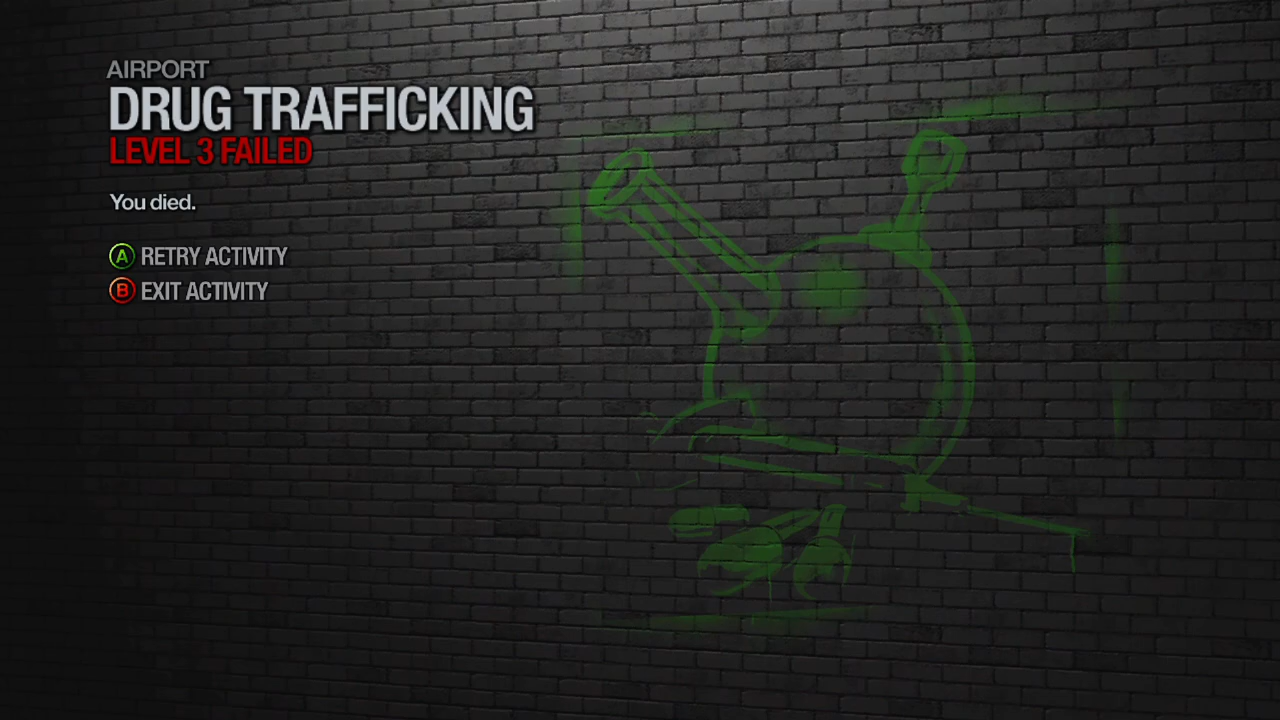 AIRPORT
DRUG TRAFFICKING
LEVEL 3 FAILED
You died.
A RETRY ACTIVITY
B EXIT ACTIVITY